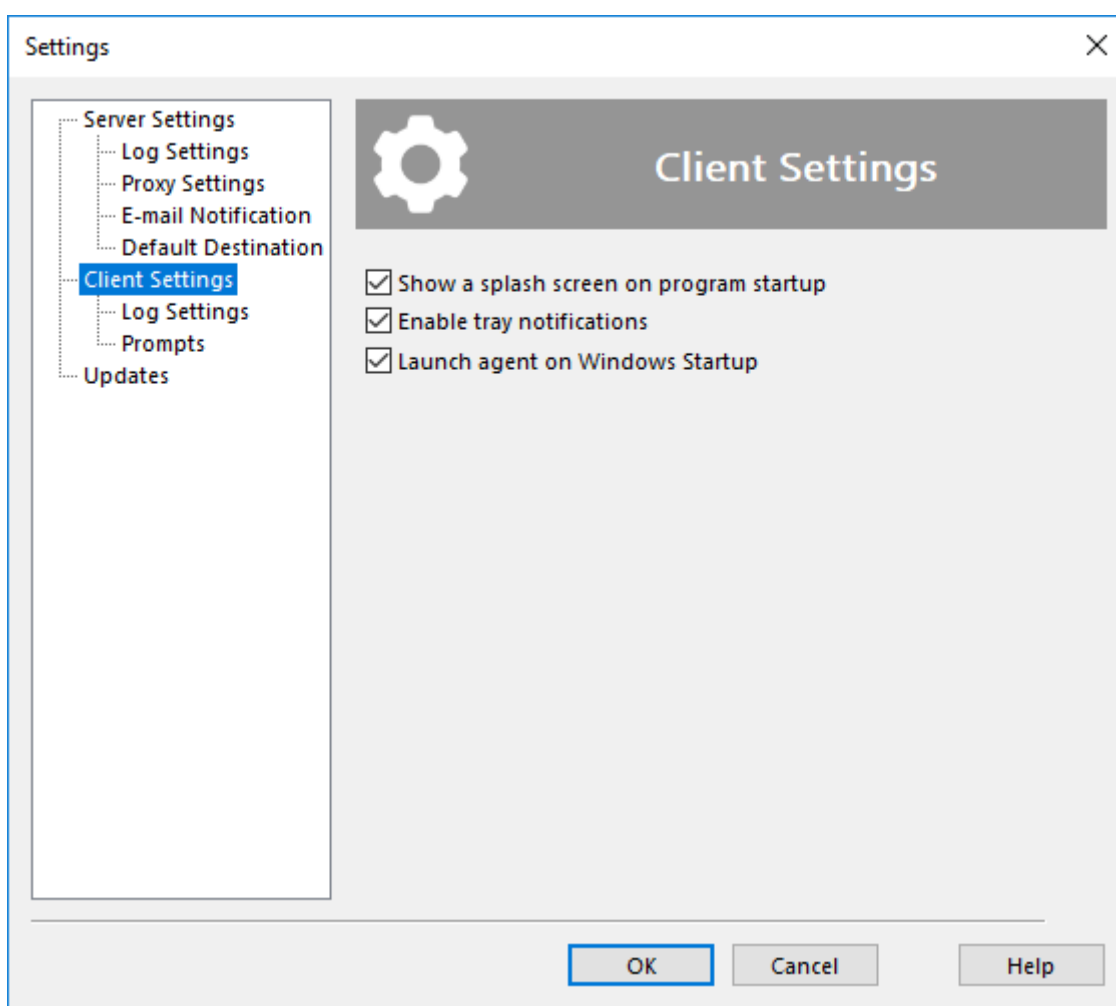 Settings
Server Settings
Log Settings
Proxy Settings
E-mail Notification
Default Destination
Client Settings
Log Settings
Prompts
Updates
Client Settings
Show a splash screen on program startup
Enable tray notifications
Launch agent on Windows Startup
OK
Cancel
Help